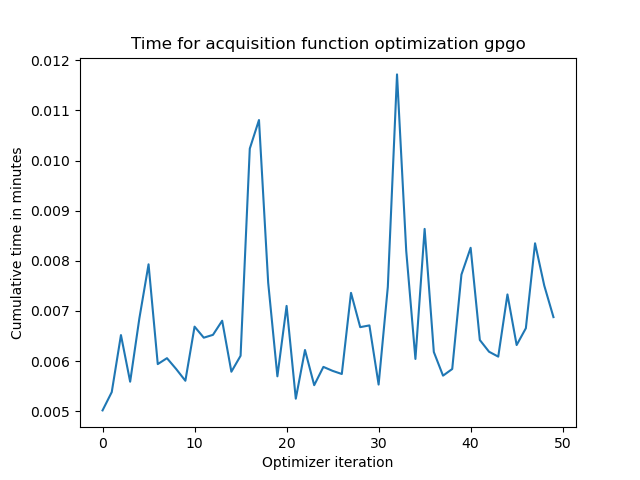 Time for acquisition function optimization gpgo
Cumulative time in minutes
0.012
0.011
0.010
0.009
0.008
0.007
0.006
0.005
0 10 20 30 40 50
Optimizer iteration